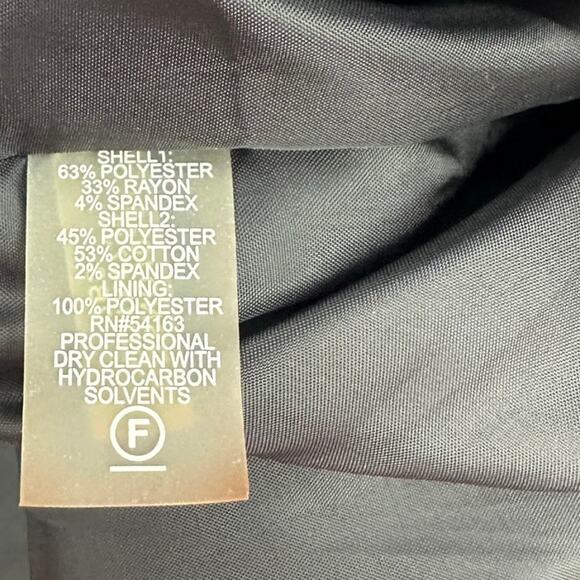 SHELL1:
63% POLYESTER
33% RAYON
4% SPANDEX
SHELL2:
45% POLYESTER
53% COTTON
2% SPANDEX
LINING:
100% POLYESTER
RN#54163
PROFESSIONAL
DRY CLEAN WITH
HYDROCARBON
SOLVENTS
F